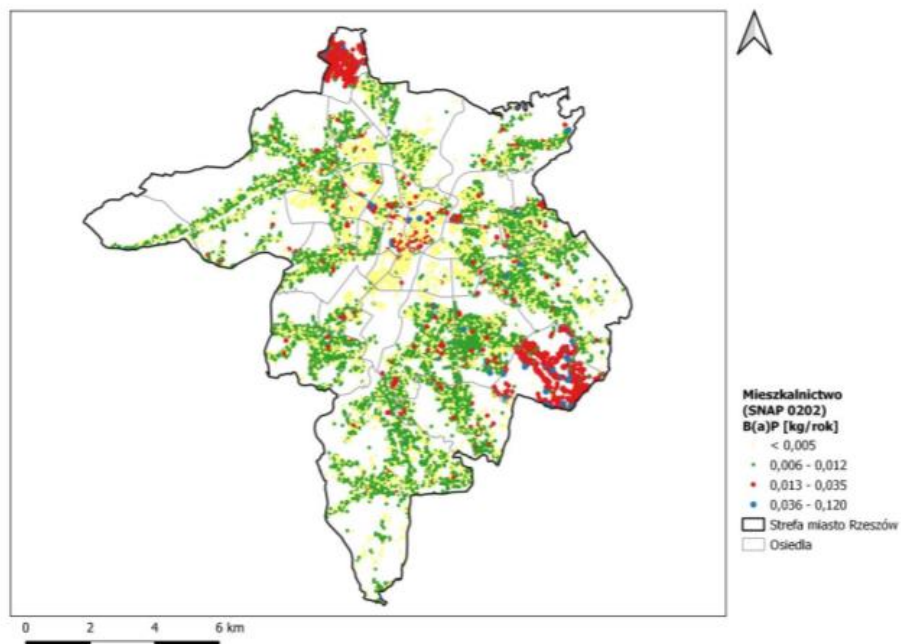 Mieszkalnictwo
(SNAP 0202)
B(a)P [kg/rok]
< 0,005
0,006 - 0,012
0,013 - 0,035
0,036 - 0,120
Strefa miasto Rzeszów
Osiedla
0 2 4 6 km